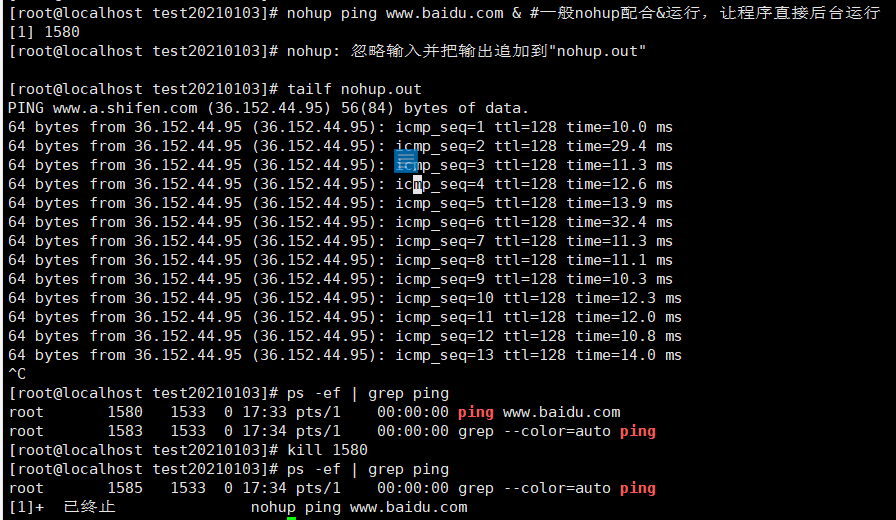 [root@localhost test20210103]# nohup ping www.baidu.com & #一般nohup配合&运行，让程序直接后台运行
[1] 1580
[root@localhost test20210103]# nohup: 忽略输入并把输出追加到"nohup.out"
[root@localhost test20210103]# tailf nohup.out
PING www.a.shifen.com (36.152.44.95) 56(84) bytes of data.
64 bytes from 36.152.44.95 (36.152.44.95): icmp_seq=1 ttl=128 time=10.0 ms
64 bytes from 36.152.44.95 (36.152.44.95): icmp_seq=2 ttl=128 time=29.4 ms
64 bytes from 36.152.44.95 (36.152.44.95): icmp_seq=3 ttl=128 time=11.3 ms
64 bytes from 36.152.44.95 (36.152.44.95): icmp_seq=4 ttl=128 time=12.6 ms
64 bytes from 36.152.44.95 (36.152.44.95): icmp_seq=5 ttl=128 time=13.9 ms
64 bytes from 36.152.44.95 (36.152.44.95): icmp_seq=6 ttl=128 time=32.4 ms
64 bytes from 36.152.44.95 (36.152.44.95): icmp_seq=7 ttl=128 time=11.3 ms
64 bytes from 36.152.44.95 (36.152.44.95): icmp_seq=8 ttl=128 time=11.1 ms
64 bytes from 36.152.44.95 (36.152.44.95): icmp_seq=9 ttl=128 time=10.3 ms
64 bytes from 36.152.44.95 (36.152.44.95): icmp_seq=10 ttl=128 time=12.3 ms
64 bytes from 36.152.44.95 (36.152.44.95): icmp_seq=11 ttl=128 time=12.0 ms
64 bytes from 36.152.44.95 (36.152.44.95): icmp_seq=12 ttl=128 time=10.8 ms
64 bytes from 36.152.44.95 (36.152.44.95): icmp_seq=13 ttl=128 time=14.0 ms
^C
[root@localhost test20210103]# ps -ef | grep ping
root       1580   1533  0 17:33 pts/1    00:00:00 ping www.baidu.com
root       1583   1533  0 17:34 pts/1    00:00:00 grep --color=auto ping
[root@localhost test20210103]# kill 1580
[root@localhost test20210103]# ps -ef | grep ping
root       1585   1533  0 17:34 pts/1    00:00:00 grep --color=auto ping
[1]+  已终止               nohup ping www.baidu.com